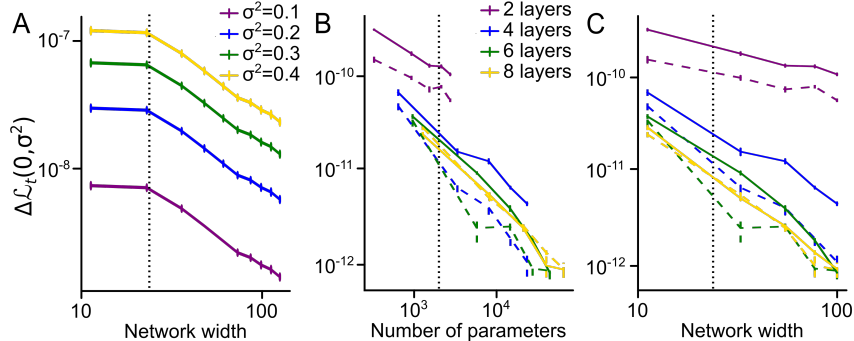 A
σ²=0.1
σ²=0.2
σ²=0.3
σ²=0.4
10⁻⁷
10⁻⁸
Δℒₜ(0,σ²)
10
100
Network width
B
2 layers
4 layers
6 layers
8 layers
10⁻¹⁰
10⁻¹¹
10⁻¹²
10³
10⁴
Number of parameters
C
10⁻¹⁰
10⁻¹¹
10⁻¹²
10
100
Network width